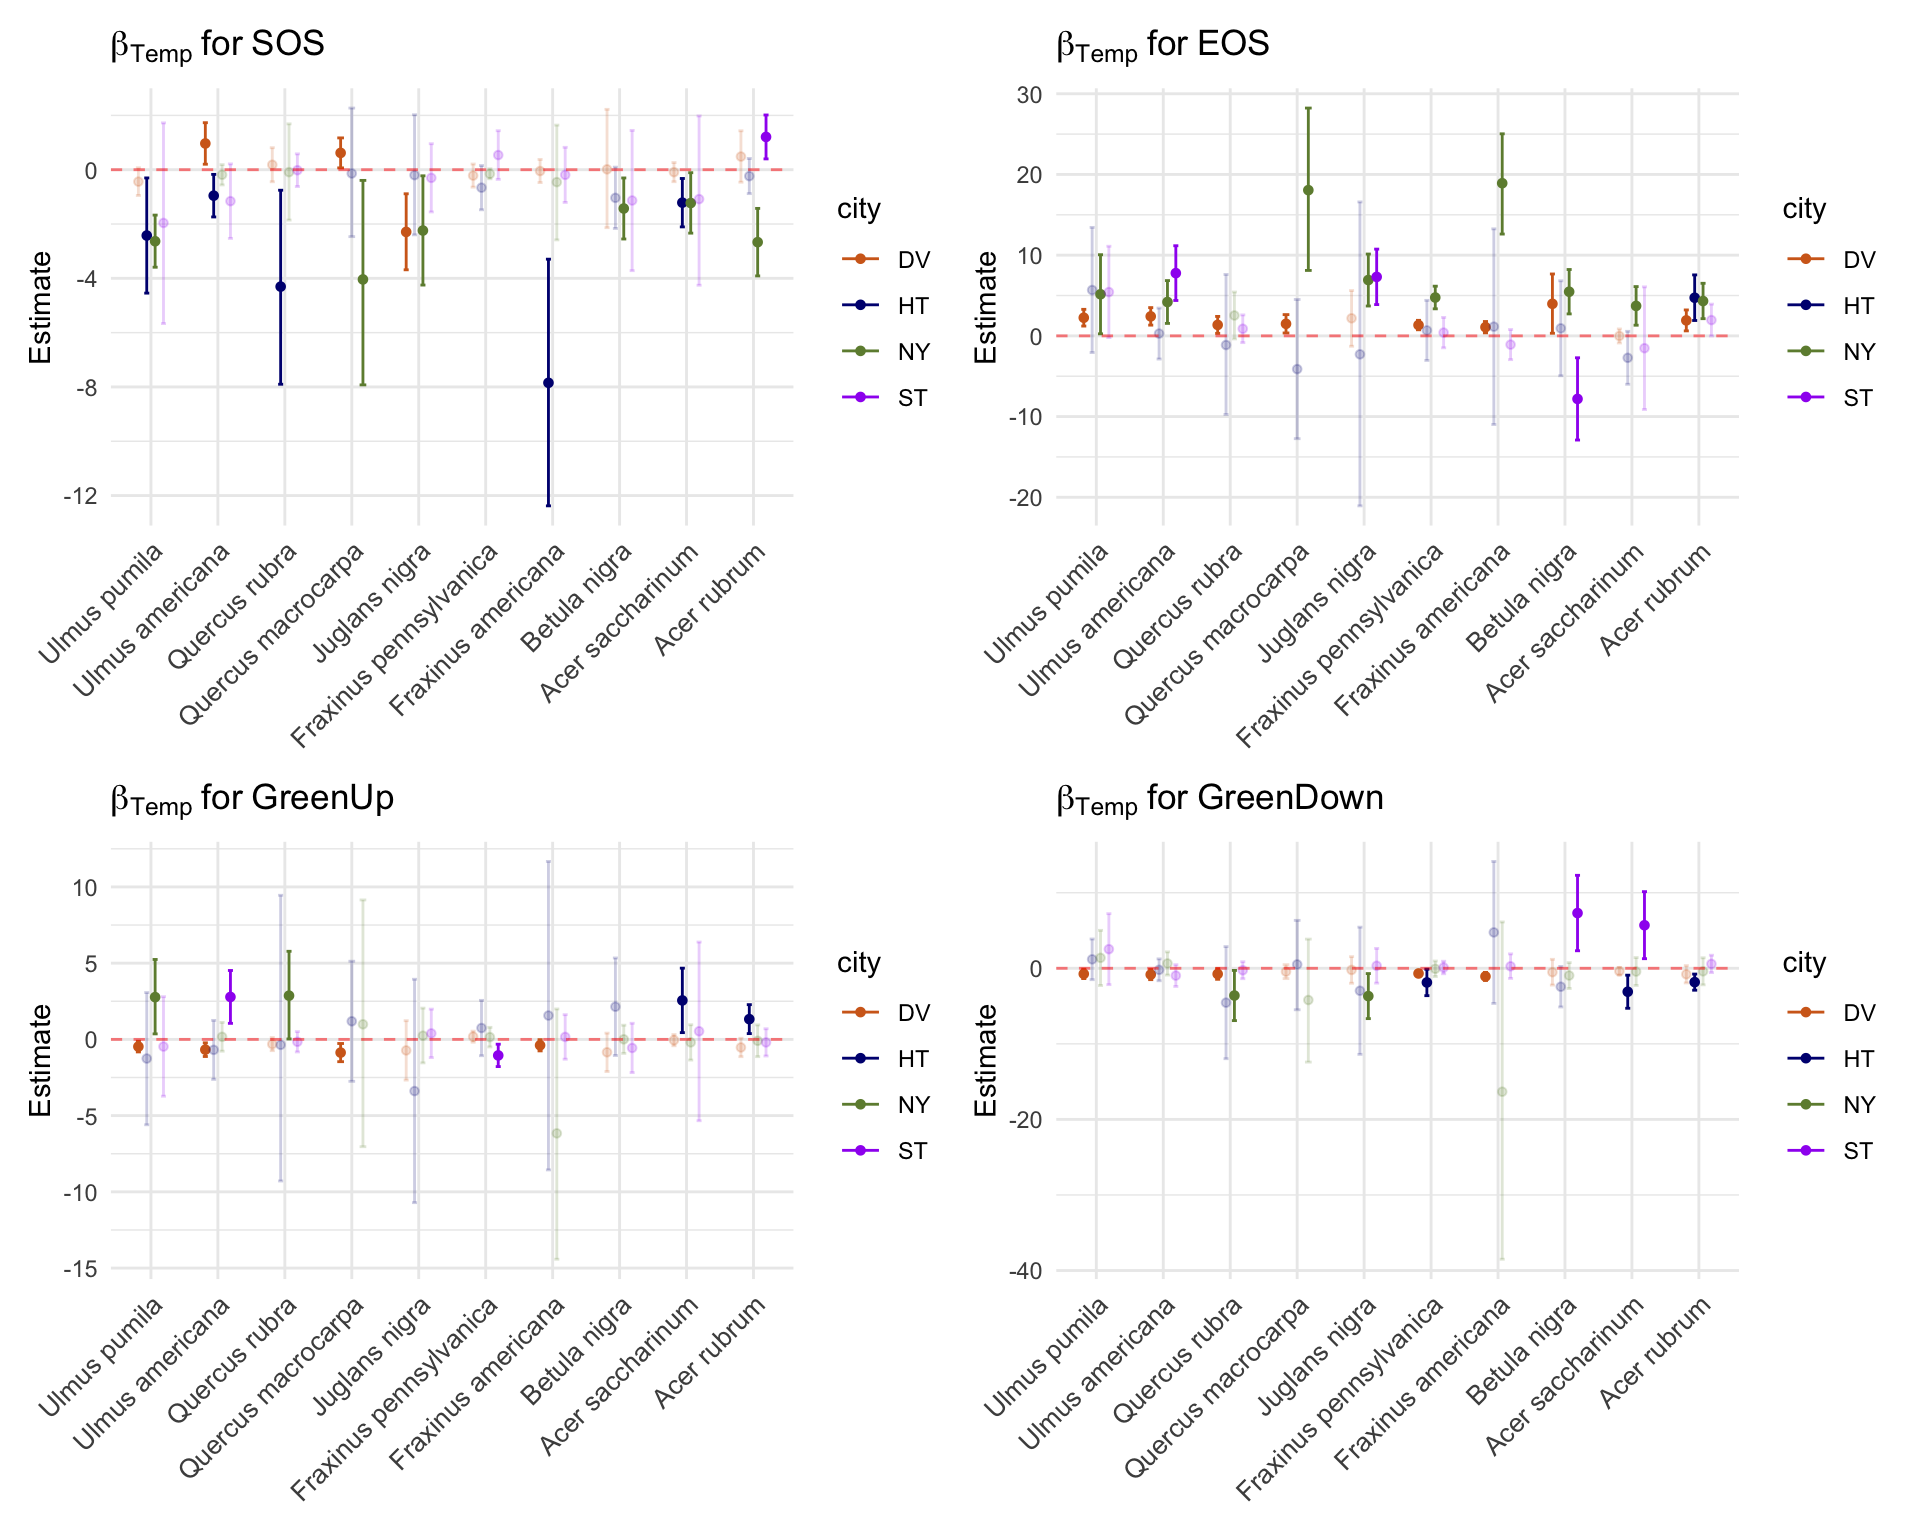 β_Temp for SOS
Estimate
0
-4
-8
-12
Ulmus pumila
Ulmus americana
Quercus rubra
Quercus macrocarpa
Juglans nigra
Fraxinus pennsylvanica
Fraxinus americana
Betula nigra
Acer saccharinum
Acer rubrum
city
DV
HT
NY
ST
β_Temp for EOS
Estimate
30
20
10
0
-10
-20
Ulmus pumila
Ulmus americana
Quercus rubra
Quercus macrocarpa
Juglans nigra
Fraxinus pennsylvanica
Fraxinus americana
Betula nigra
Acer saccharinum
Acer rubrum
city
DV
HT
NY
ST
β_Temp for GreenUp
Estimate
10
5
0
-5
-10
-15
Ulmus pumila
Ulmus americana
Quercus rubra
Quercus macrocarpa
Juglans nigra
Fraxinus pennsylvanica
Fraxinus americana
Betula nigra
Acer saccharinum
Acer rubrum
city
DV
HT
NY
ST
β_Temp for GreenDown
Estimate
0
-20
-40
Ulmus pumila
Ulmus americana
Quercus rubra
Quercus macrocarpa
Juglans nigra
Fraxinus pennsylvanica
Fraxinus americana
Betula nigra
Acer saccharinum
Acer rubrum
city
DV
HT
NY
ST